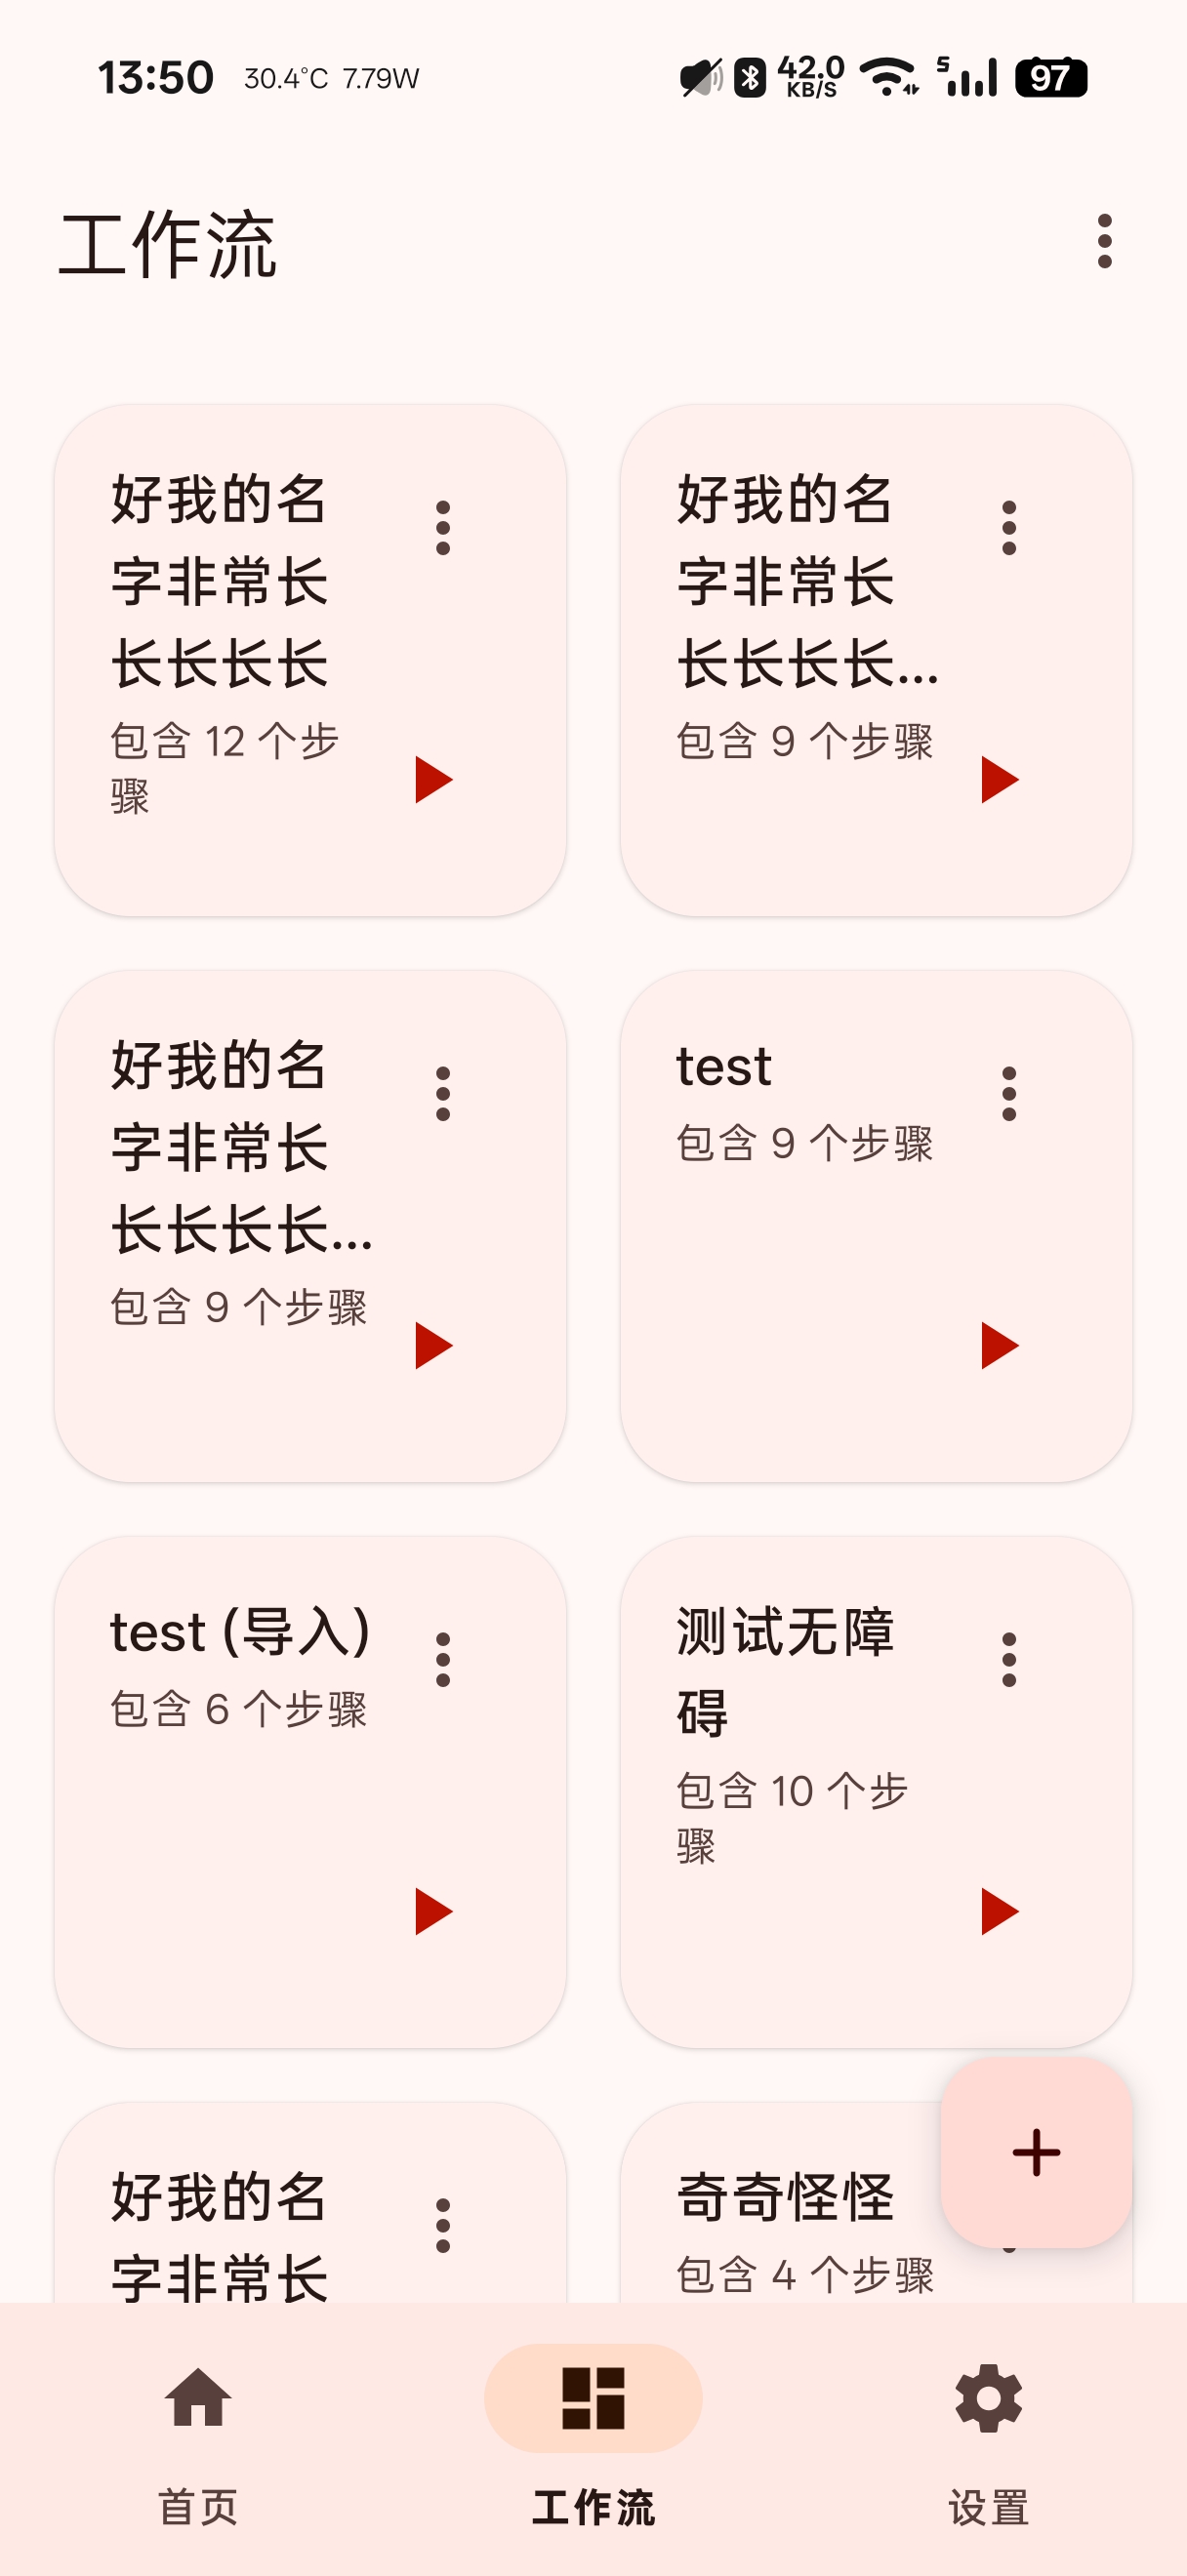 13:50 30.4°C 7.79W 42.0 KB/S 5 97
工作流
好我的名
字非常长
长长长长
包含 12 个步
骤
好我的名
字非常长
长长长长...
包含 9 个步骤
好我的名
字非常长
长长长长...
包含 9 个步骤
test
包含 9 个步骤
test (导入)
包含 6 个步骤
测试无障
碍
包含 10 个步
骤
好我的名
字非常长
奇奇怪怪
包含 4 个步骤
首页
工作流
设置